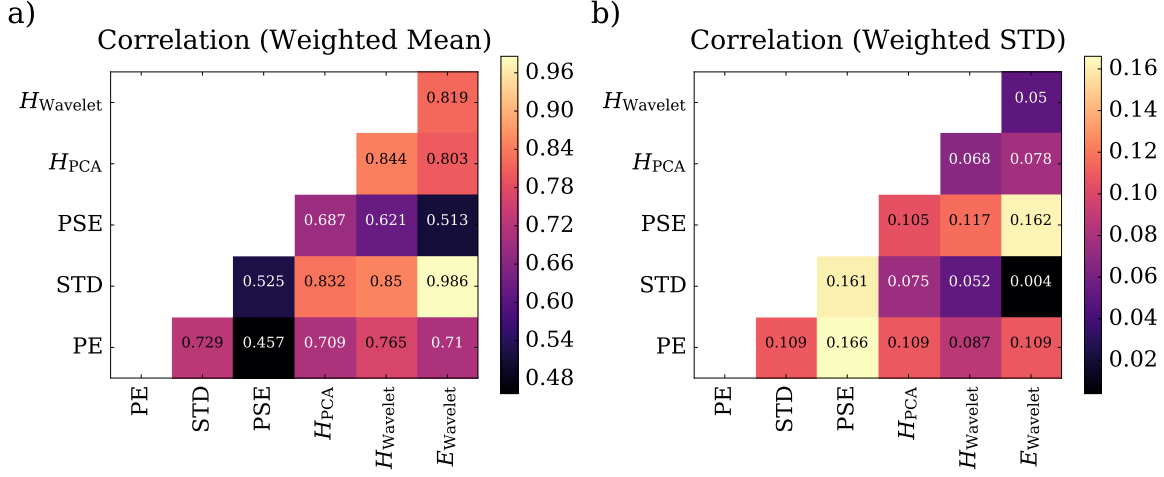 a)
Correlation (Weighted Mean)
H_Wavelet
0.819
H_PCA
0.844 0.803
PSE
0.687 0.621 0.513
STD
0.525 0.832 0.85 0.986
PE
0.729 0.457 0.709 0.765 0.71
PE STD PSE H_PCA H_Wavelet E_Wavelet
0.96
0.90
0.84
0.78
0.72
0.66
0.60
0.54
0.48
b)
Correlation (Weighted STD)
H_Wavelet
0.05
H_PCA
0.068 0.078
PSE
0.105 0.117 0.162
STD
0.161 0.075 0.052 0.004
PE
0.109 0.166 0.109 0.087 0.109
PE STD PSE H_PCA H_Wavelet E_Wavelet
0.16
0.14
0.12
0.10
0.08
0.06
0.04
0.02